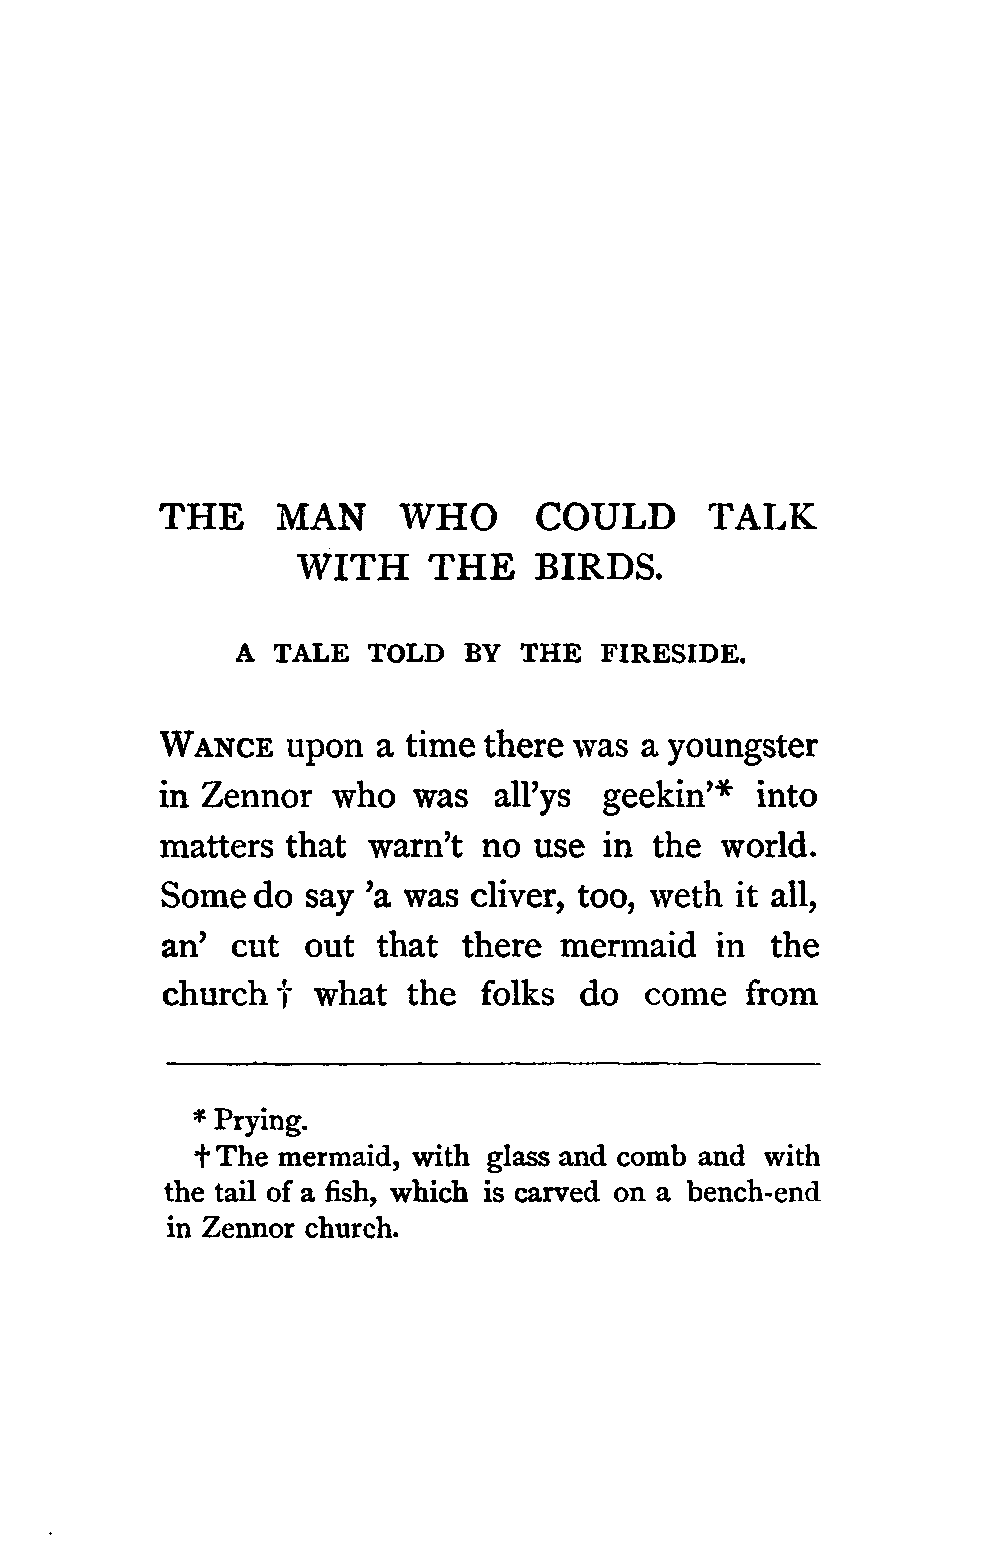 THE MAN WHO COULD TALK
WITH THE BIRDS.
A TALE TOLD BY THE FIRESIDE.
WANCE upon a time there was a youngster
in Zennor who was all'ys geekin'* into
matters that warn't no use in the world.
Some do say 'a was cliver, too, weth it all,
an' cut out that there mermaid in the
church † what the folks do come from
* Prying.
† The mermaid, with glass and comb and with
the tail of a fish, which is carved on a bench-end
in Zennor church.